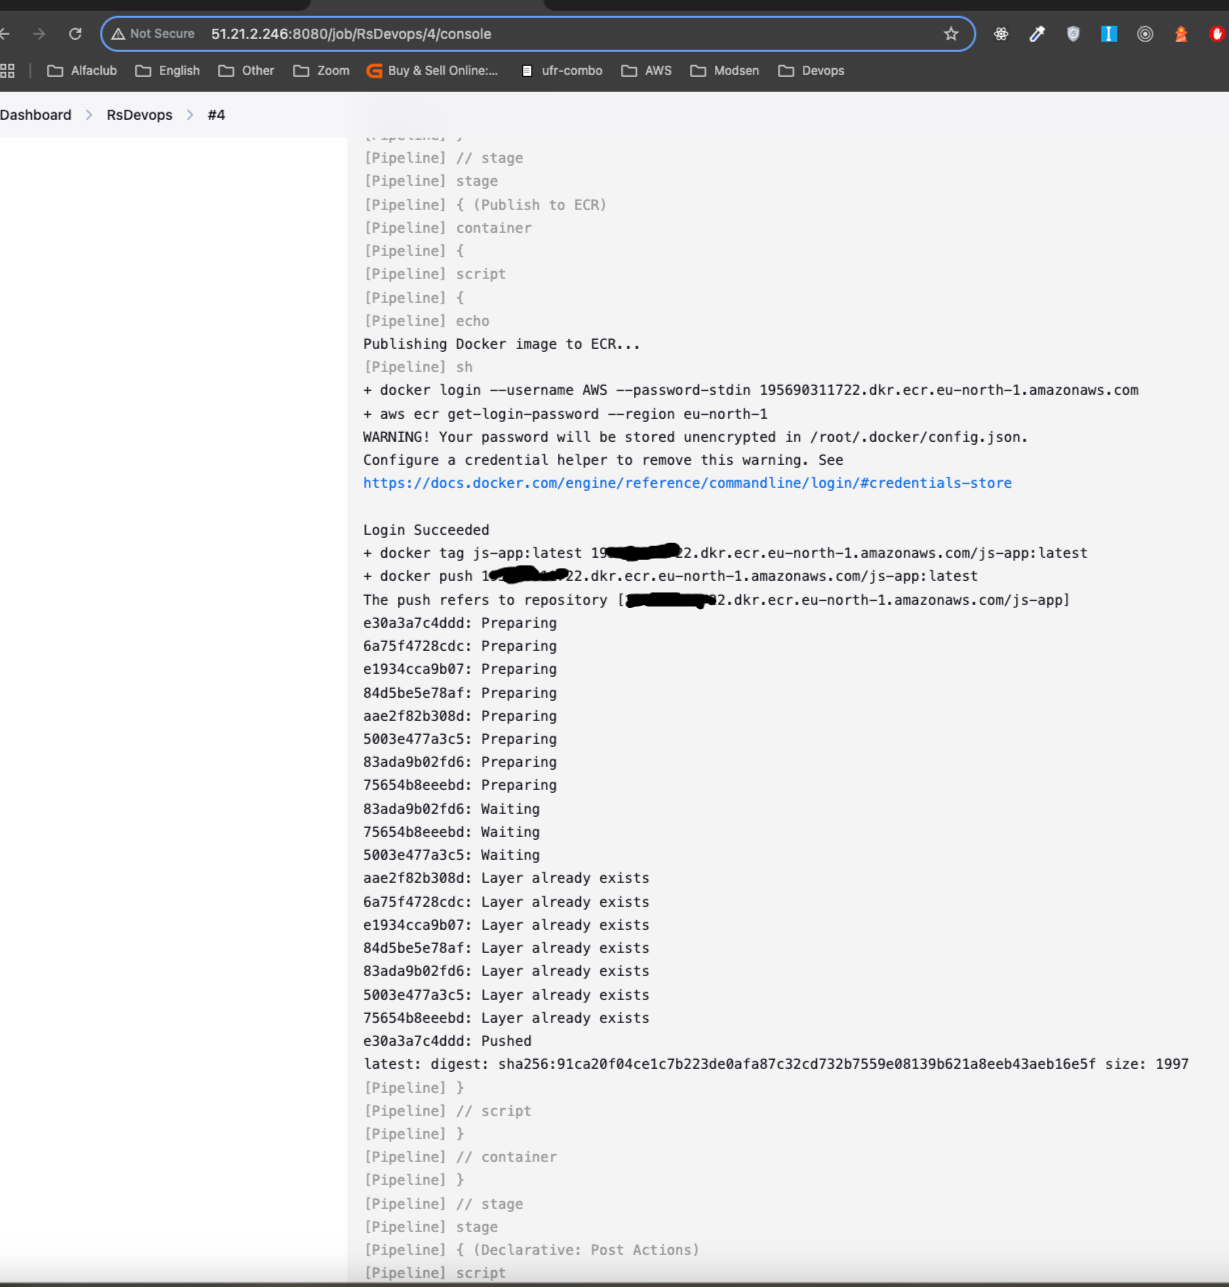 Not Secure 51.21.2.246:8080/job/RsDevops/4/console
Alfaclub English Other Zoom Buy & Sell Online:... ufr-combo AWS Modsen Devops
Dashboard > RsDevops > #4
[Pipeline] }
[Pipeline] // stage
[Pipeline] stage
[Pipeline] { (Publish to ECR)
[Pipeline] container
[Pipeline] {
[Pipeline] script
[Pipeline] {
[Pipeline] echo
Publishing Docker image to ECR...
[Pipeline] sh
+ docker login --username AWS --password-stdin 195690311722.dkr.ecr.eu-north-1.amazonaws.com
+ aws ecr get-login-password --region eu-north-1
WARNING! Your password will be stored unencrypted in /root/.docker/config.json.
Configure a credential helper to remove this warning. See
https://docs.docker.com/engine/reference/commandline/login/#credentials-store
Login Succeeded
+ docker tag js-app:latest 19 22.dkr.ecr.eu-north-1.amazonaws.com/js-app:latest
+ docker push 1 722.dkr.ecr.eu-north-1.amazonaws.com/js-app:latest
The push refers to repository [ 22.dkr.ecr.eu-north-1.amazonaws.com/js-app]
e30a3a7c4ddd: Preparing
6a75f4728cdc: Preparing
e1934cca9b07: Preparing
84d5be5e78af: Preparing
aae2f82b308d: Preparing
5003e477a3c5: Preparing
83ada9b02fd6: Preparing
75654b8eeebd: Preparing
83ada9b02fd6: Waiting
75654b8eeebd: Waiting
5003e477a3c5: Waiting
aae2f82b308d: Layer already exists
6a75f4728cdc: Layer already exists
e1934cca9b07: Layer already exists
84d5be5e78af: Layer already exists
83ada9b02fd6: Layer already exists
5003e477a3c5: Layer already exists
75654b8eeebd: Layer already exists
e30a3a7c4ddd: Pushed
latest: digest: sha256:91ca20f04ce1c7b223de0afa87c32cd732b7559e08139b621a8eeb43aeb16e5f size: 1997
[Pipeline] }
[Pipeline] // script
[Pipeline] }
[Pipeline] // container
[Pipeline] }
[Pipeline] // stage
[Pipeline] stage
[Pipeline] { (Declarative: Post Actions)
[Pipeline] script